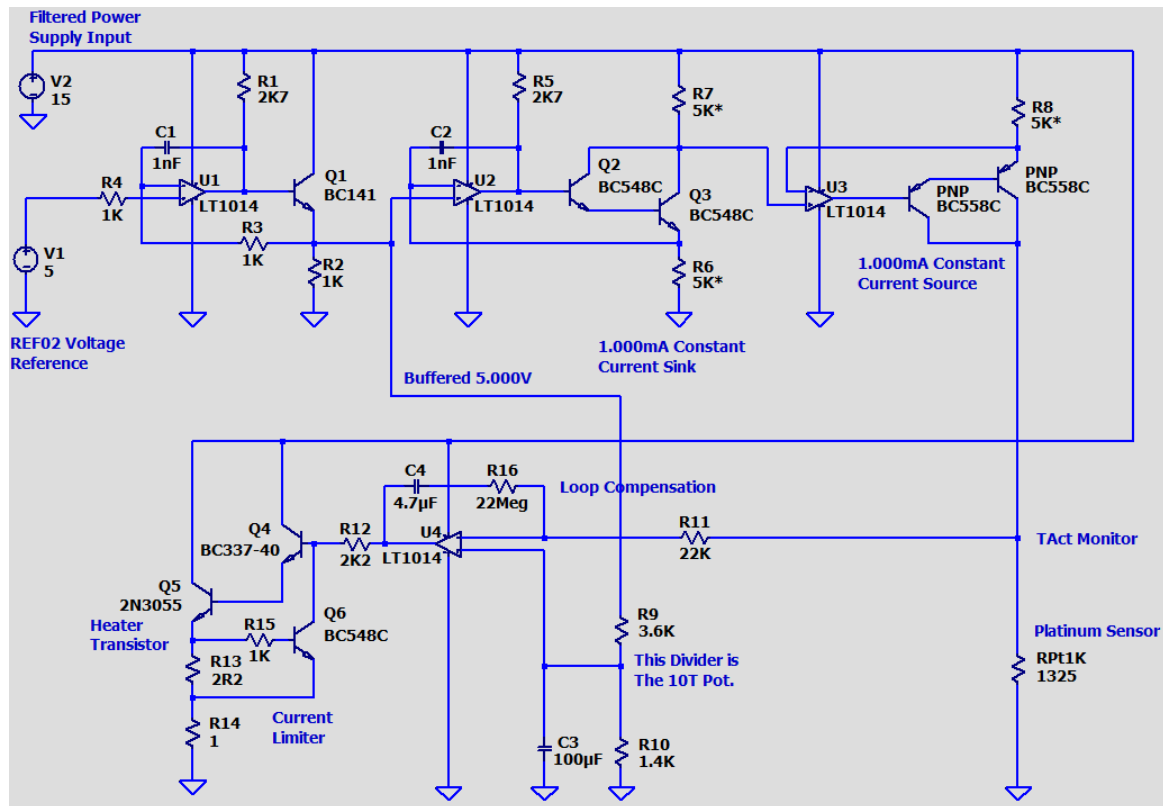 Filtered Power
Supply Input
V2
15
R1
2K7
R5
2K7
R7
5K*
R8
5K*
C1
1nF
C2
1nF
R4
1K
U1
LT1014
Q1
BC141
U2
LT1014
Q2
BC548C
Q3
BC548C
U3
LT1014
PNP
BC558C
PNP
BC558C
V1
5
R3
1K
R2
1K
R6
5K*
1.000mA Constant
Current Source
REF02 Voltage
Reference
1.000mA Constant
Current Sink
Buffered 5.000V
C4
4.7µF
R16
22Meg
Loop Compensation
Q4
BC337-40
R12
2K2
U4
LT1014
R11
22K
TAct Monitor
Q5
2N3055
Heater
Transistor
R15
1K
Q6
BC548C
R9
3.6K
This Divider is
The 10T Pot.
Platinum Sensor
RPt1K
1325
R13
2R2
R14
1
Current
Limiter
C3
100µF
R10
1.4K